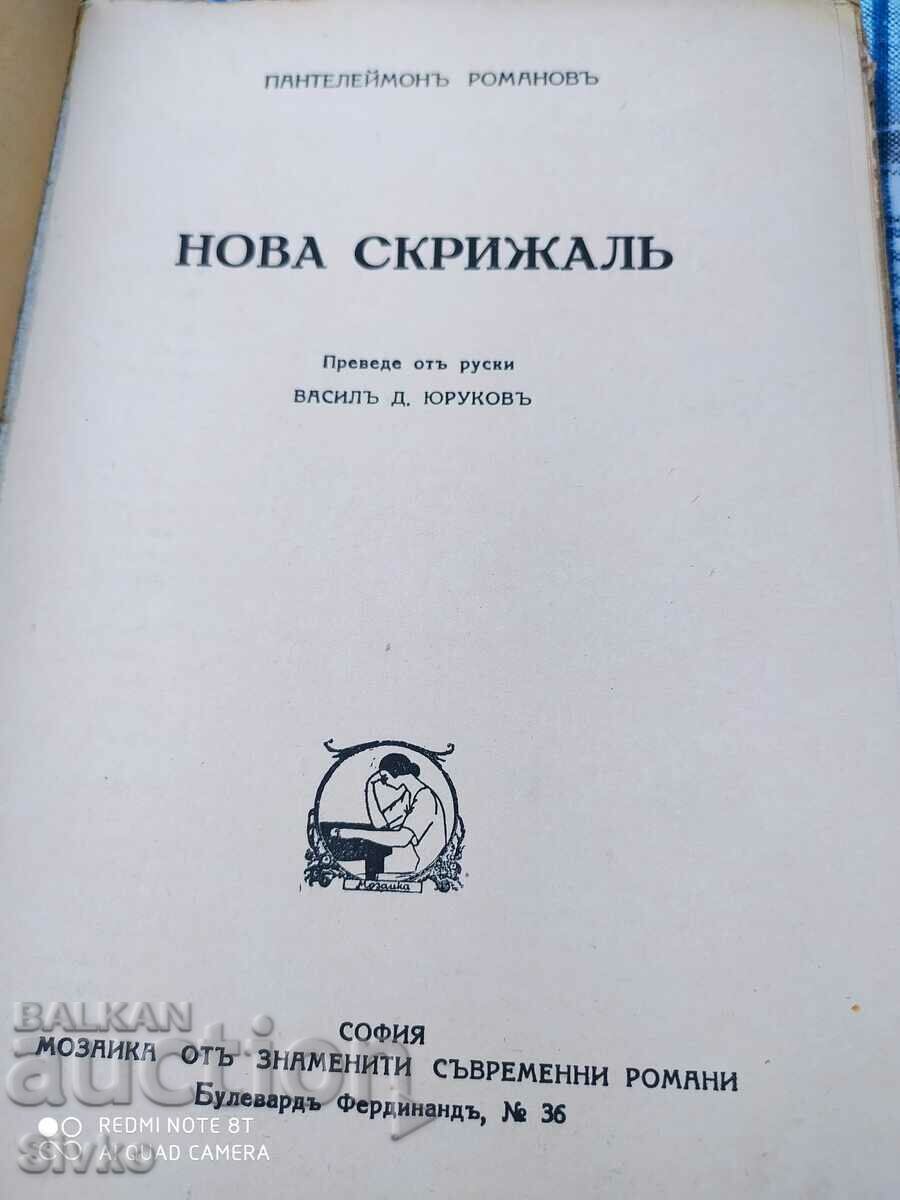 ПАНТЕЛЕЙМОНЪ РОМАНОВЪ
НОВА СКРИЖАЛЬ
Преведе отъ руски
ВАСИЛЪ Д. ЮРУКОВЪ
Мозаика
СОФИЯ
МОЗАИКА ОТЪ ЗНАМЕНИТИ СЪВРЕМЕННИ РОМАНИ
Булевардъ Фердинандъ, № 36
BALKAN
auction
REDMI NOTE 8T
AI QUAD CAMERA
Sivko